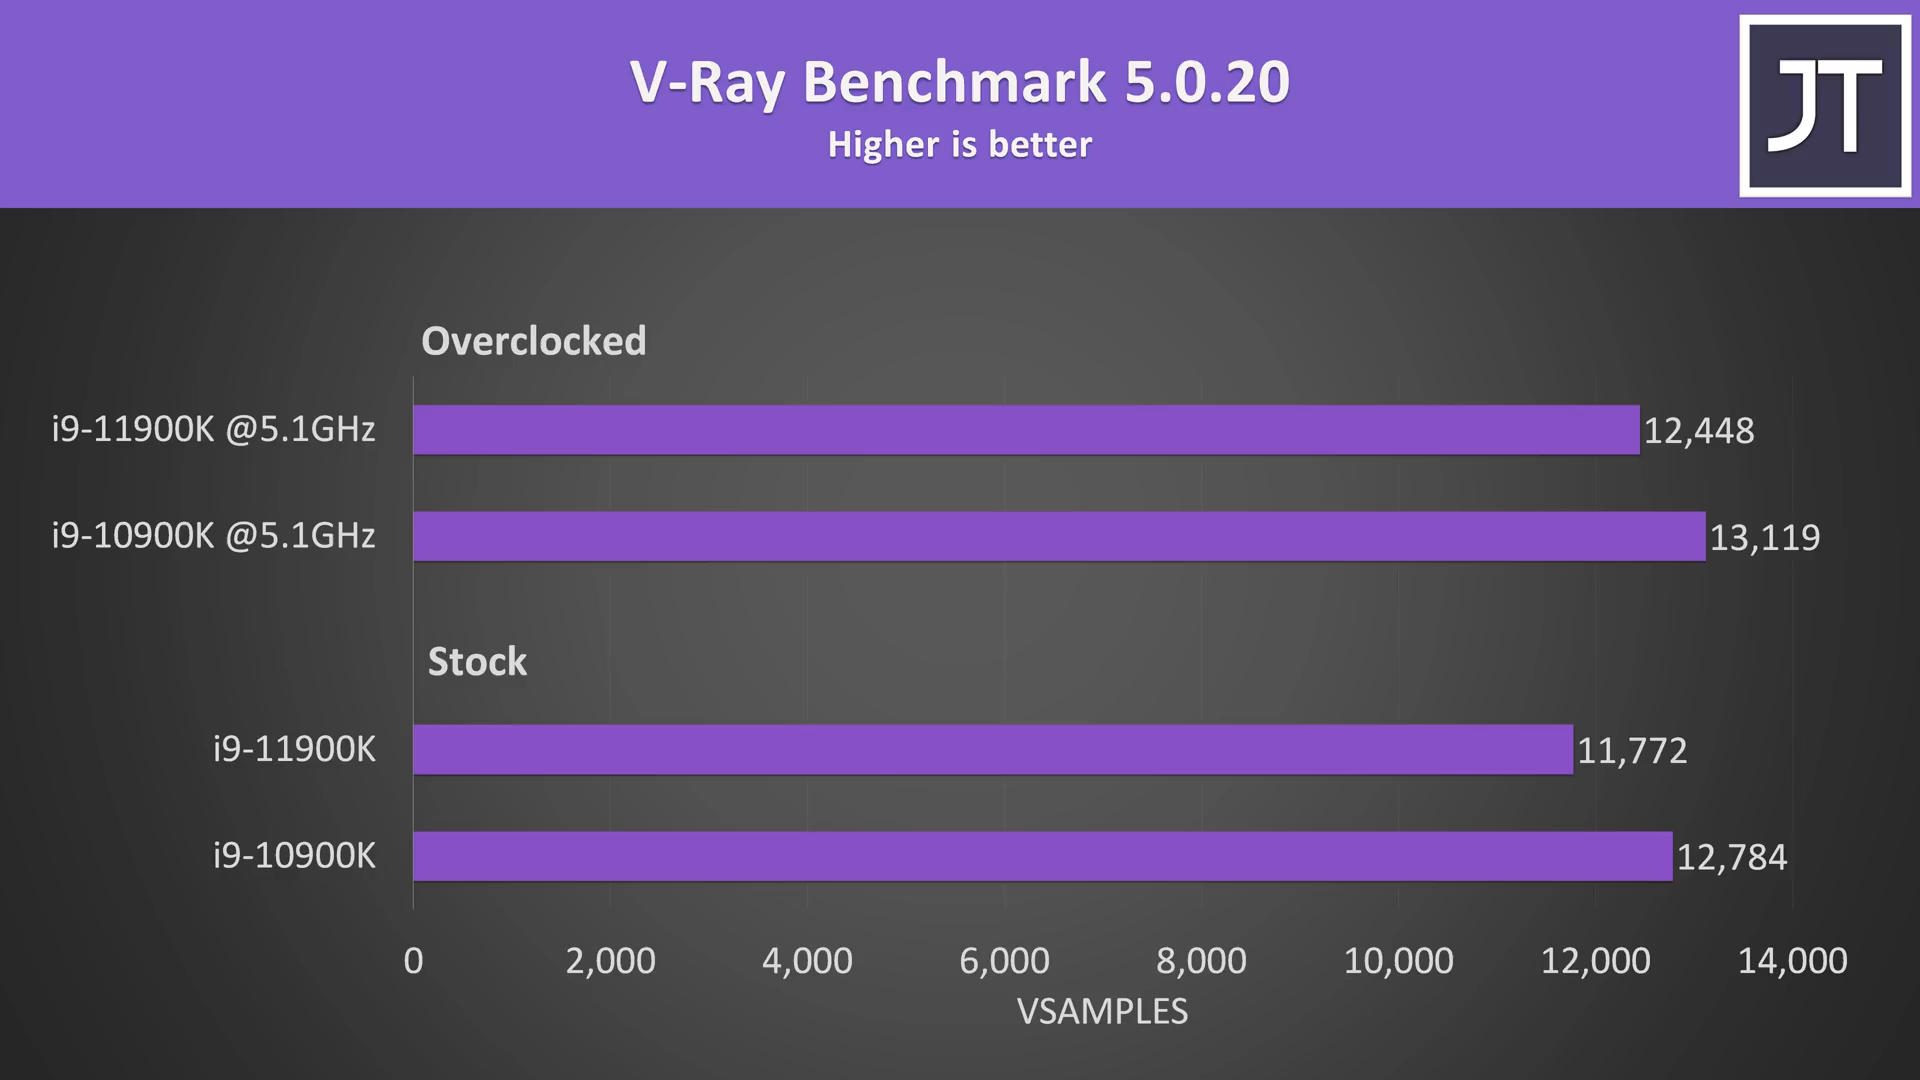 V-Ray Benchmark 5.0.20
Higher is better
JT
Overclocked
i9-11900K @5.1GHz 12,448
i9-10900K @5.1GHz 13,119
Stock
i9-11900K 11,772
i9-10900K 12,784
0 2,000 4,000 6,000 8,000 10,000 12,000 14,000
VSAMPLES